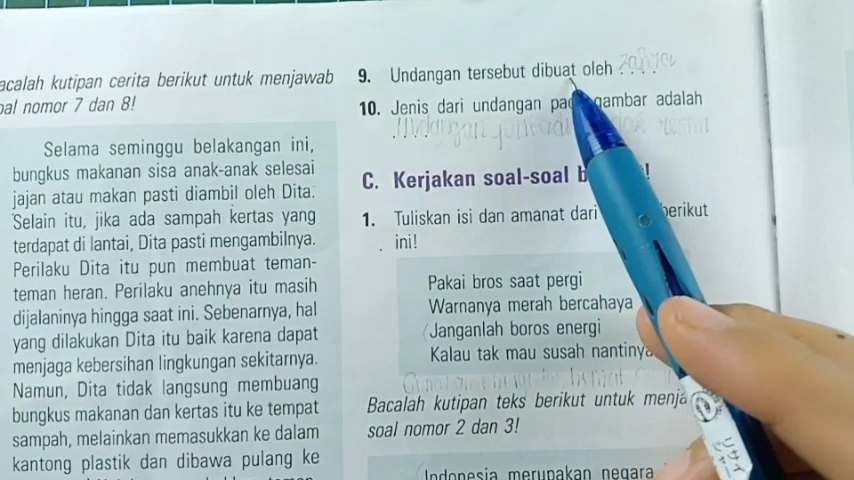 acalah kutipan cerita berikut untuk menjawab
oal nomor 7 dan 8!
Selama seminggu belakangan ini,
bungkus makanan sisa anak-anak selesai
jajan atau makan pasti diambil oleh Dita.
Selain itu, jika ada sampah kertas yang
terdapat di lantai, Dita pasti mengambilnya.
Perilaku Dita itu pun membuat teman-
teman heran. Perilaku anehnya itu masih
dijalaninya hingga saat ini. Sebenarnya, hal
yang dilakukan Dita itu baik karena dapat
menjaga kebersihan lingkungan sekitarnya.
Namun, Dita tidak langsung membuang
bungkus makanan dan kertas itu ke tempat
sampah, melainkan memasukkan ke dalam
kantong plastik dan dibawa pulang ke
9. Undangan tersebut dibuat oleh ....
10. Jenis dari undangan pada gambar adalah
....
C. Kerjakan soal-soal b
1. Tuliskan isi dan amanat dari berikut
ini!
Pakai bros saat pergi
Warnanya merah bercahaya
Janganlah boros energi
Kalau tak mau susah nantinya
Bacalah kutipan teks berikut untuk menja
soal nomor 2 dan 3!
Indonesia merupakan negara